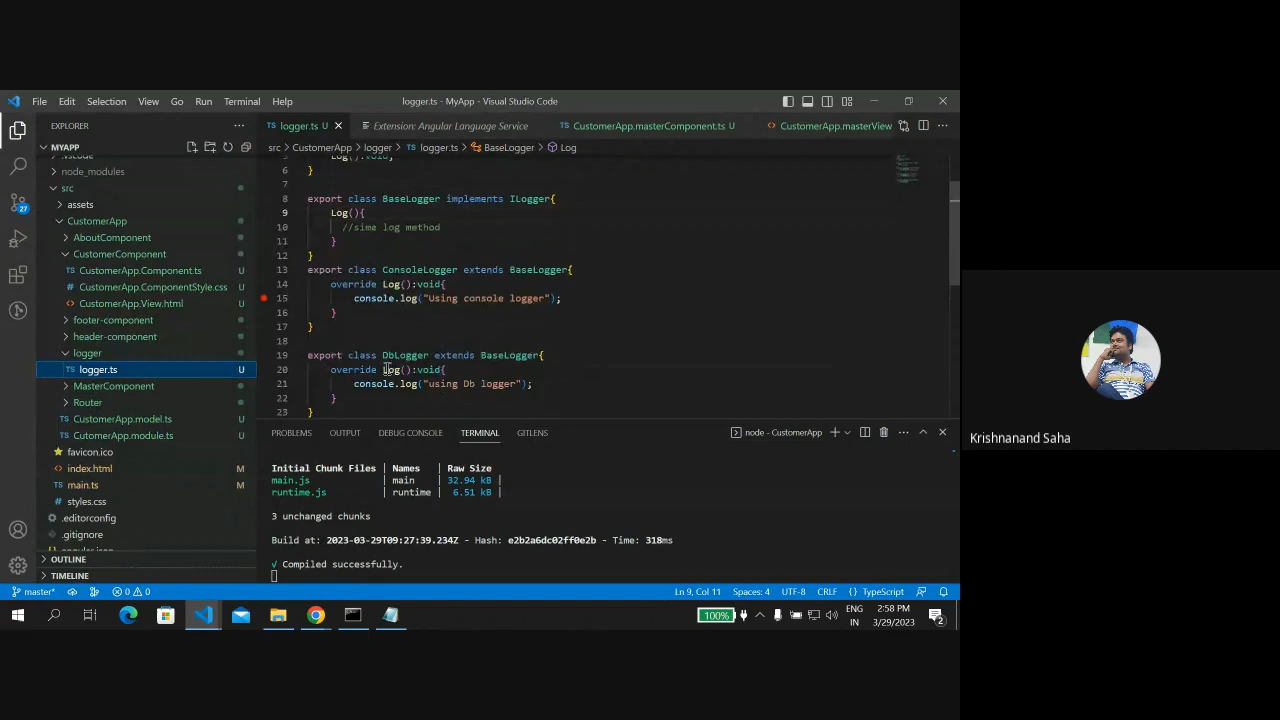 File Edit Selection View Go Run Terminal Help
logger.ts - MyApp - Visual Studio Code
EXPLORER
logger.ts U
Extension: Angular Language Service
CustomerApp.masterComponent.ts U
CustomerApp.masterView
MYAPP
src > CustomerApp > logger > logger.ts > BaseLogger > Log
.vscode
node_modules
src
assets
CustomerApp
AboutComponent
CustomerComponent
CustomerApp.Component.ts U
CustomerApp.ComponentStyle.css U
CustomerApp.View.html U
footer-component
header-component
logger
logger.ts U
MasterComponent
Router
CustomerApp.model.ts U
CutomerApp.module.ts U
favicon.ico
index.html M
main.ts M
styles.css
.editorconfig
.gitignore
angular.json
OUTLINE
TIMELINE
27
5 Log():void;
6 }
7
8 export class BaseLogger implements ILogger{
9 Log(){
10 //sime log method
11 }
12 }
13 export class ConsoleLogger extends BaseLogger{
14 override Log():void{
15 console.log("Using console logger");
16 }
17 }
18
19 export class DbLogger extends BaseLogger{
20 override Log():void{
21 console.log("using Db logger");
22 }
23 }
PROBLEMS OUTPUT DEBUG CONSOLE TERMINAL GITLENS
node - CustomerApp
Initial Chunk Files | Names | Raw Size
main.js | main | 32.94 kB |
runtime.js | runtime | 6.51 kB |
3 unchanged chunks
Build at: 2023-03-29T09:27:39.234Z - Hash: e2b2a6dc02ff0e2b - Time: 318ms
√ Compiled successfully.
master* 0 0
Ln 9, Col 11 Spaces: 4 UTF-8 CRLF {} TypeScript
100%
ENG
IN
2:58 PM
3/29/2023
2
Krishnanand Saha